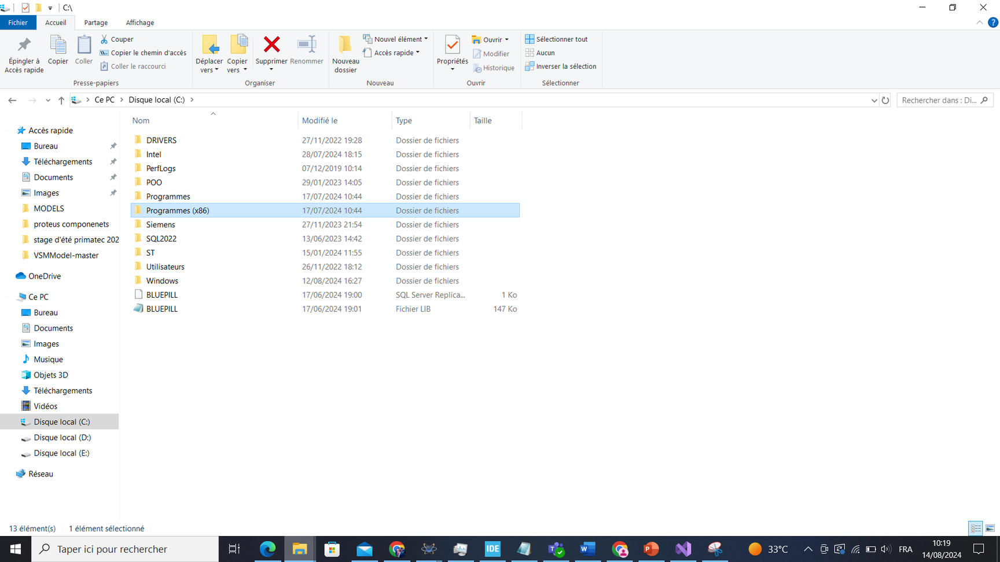 C:\
Fichier Accueil Partage Affichage
Épingler à Accès rapide
Copier
Coller
Couper
Copier le chemin d'accès
Coller le raccourci
Presse-papiers
Déplacer vers
Copier vers
Supprimer
Renommer
Organiser
Nouveau dossier
Nouvel élément
Accès rapide
Nouveau
Propriétés
Ouvrir
Modifier
Historique
Ouvrir
Sélectionner tout
Aucun
Inverser la sélection
Sélectionner
Ce PC Disque local (C:)
Rechercher dans : Di...
Accès rapide
Bureau
Téléchargements
Documents
Images
MODELS
proteus componenets
stage d'été primatec 202
VSMModel-master
OneDrive
Ce PC
Bureau
Documents
Images
Musique
Objets 3D
Téléchargements
Vidéos
Disque local (C:)
Disque local (D:)
Disque local (E:)
Réseau
Nom Modifié le Type Taille
DRIVERS 27/11/2022 19:28 Dossier de fichiers
Intel 28/07/2024 18:15 Dossier de fichiers
PerfLogs 07/12/2019 10:14 Dossier de fichiers
POO 29/01/2023 14:05 Dossier de fichiers
Programmes 17/07/2024 10:44 Dossier de fichiers
Programmes (x86) 17/07/2024 10:44 Dossier de fichiers
Siemens 27/11/2023 21:54 Dossier de fichiers
SQL2022 13/06/2023 14:42 Dossier de fichiers
ST 15/01/2024 11:55 Dossier de fichiers
Utilisateurs 26/11/2022 18:12 Dossier de fichiers
Windows 12/08/2024 16:27 Dossier de fichiers
BLUEPILL 17/06/2024 19:00 SQL Server Replica... 1 Ko
BLUEPILL 17/06/2024 19:01 Fichier LIB 147 Ko
13 élément(s) 1 élément sélectionné
Taper ici pour rechercher
IDE
33°C
FRA
10:19
14/08/2024